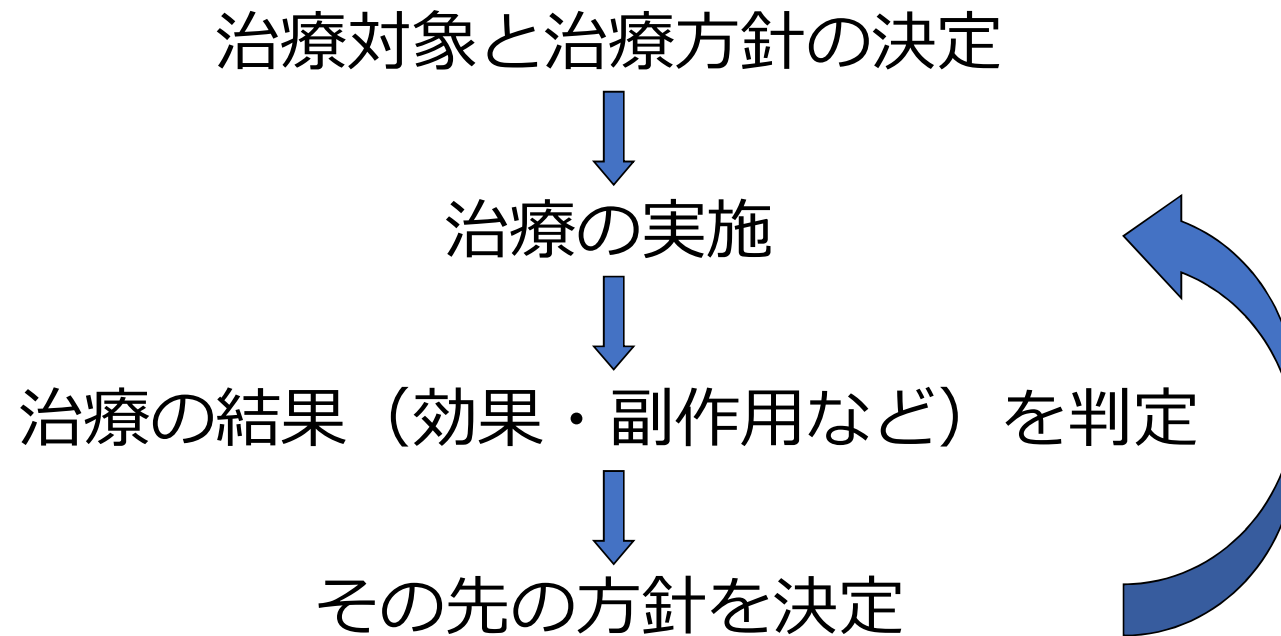 治療対象と治療方針の決定
治療の実施
治療の結果（効果・副作用など）を判定
その先の方針を決定